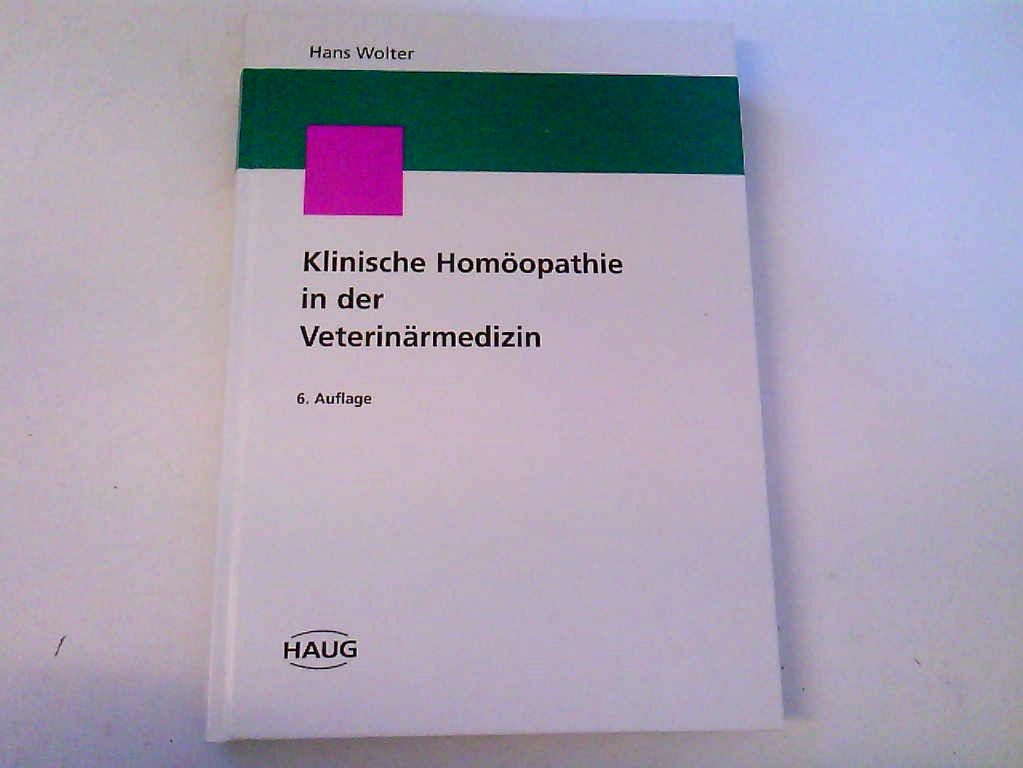 Hans Wolter
Klinische Homöopathie
in der
Veterinärmedizin
6. Auflage
HAUG